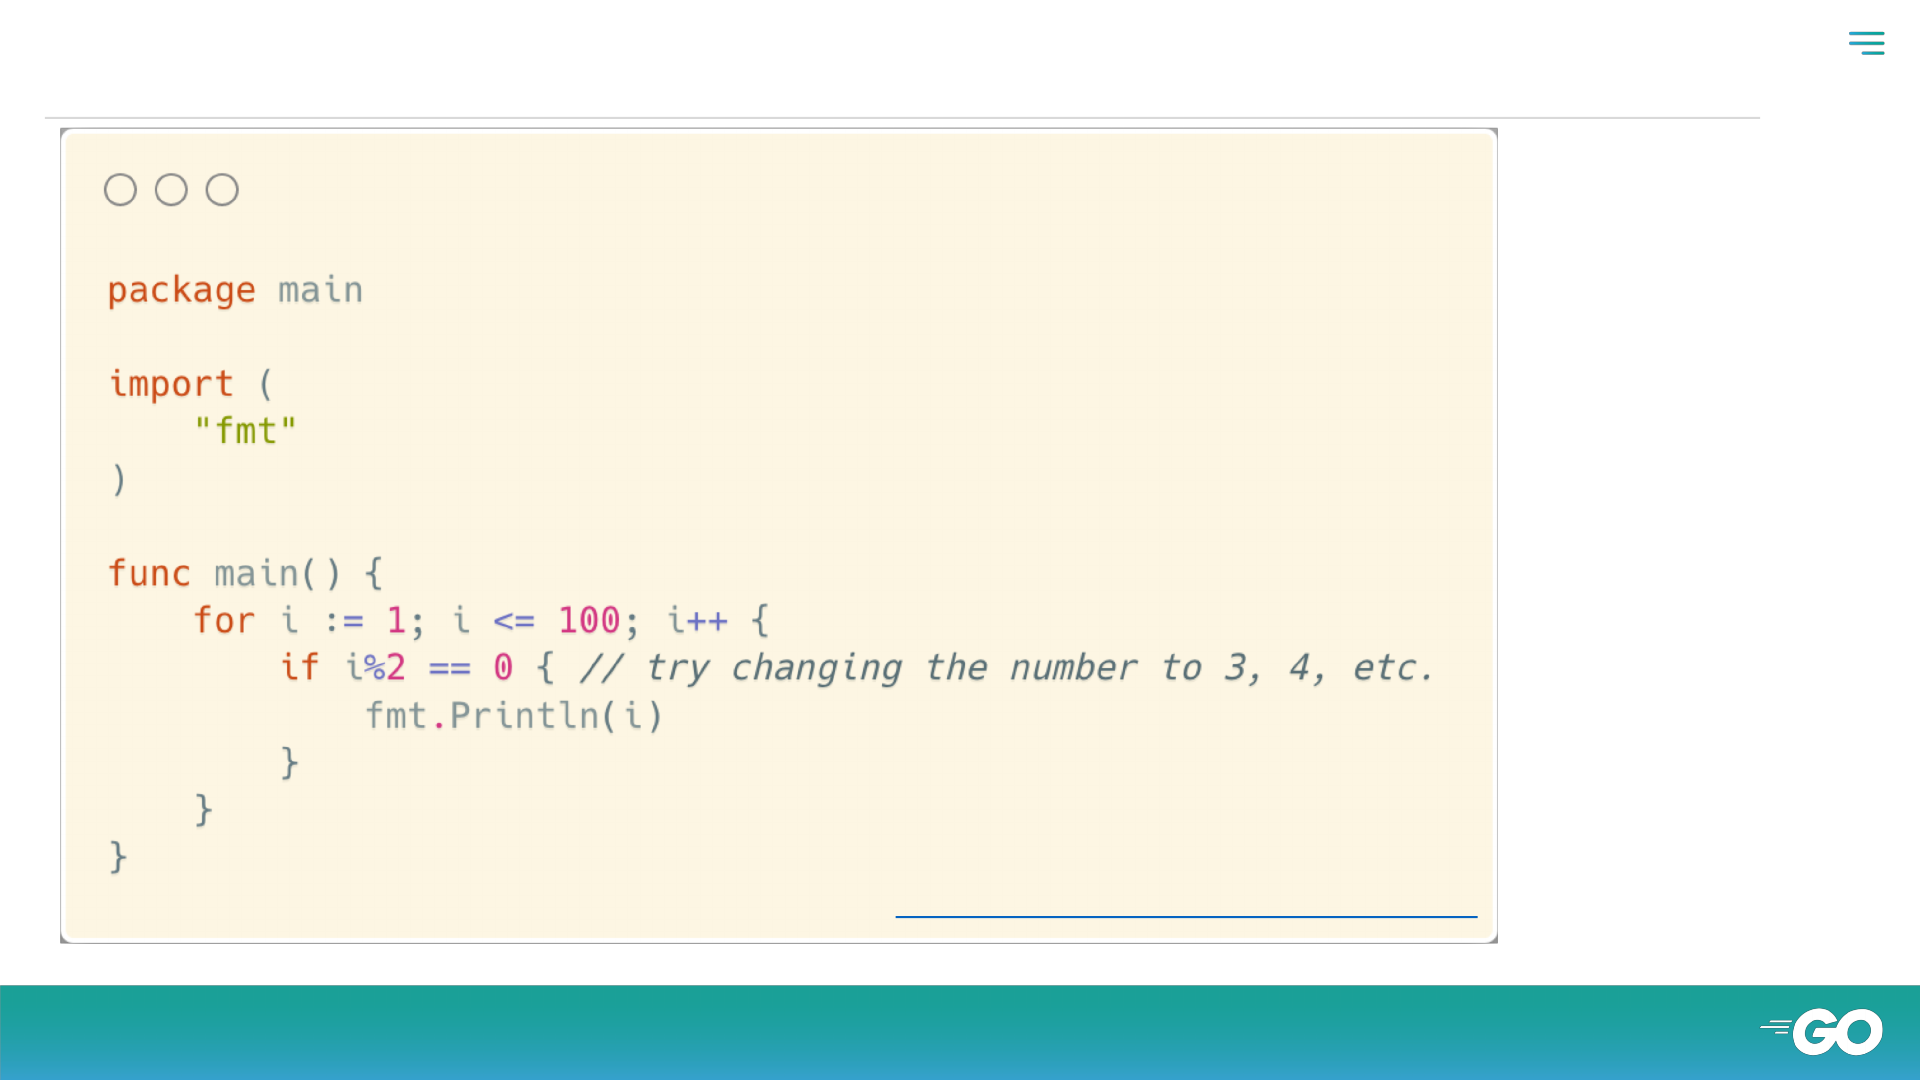 package main
import (
"fmt"
)
func main() {
for i := 1; i <= 100; i++ {
if i%2 == 0 { // try changing the number to 3, 4, etc.
fmt.Println(i)
}
}
}
GO